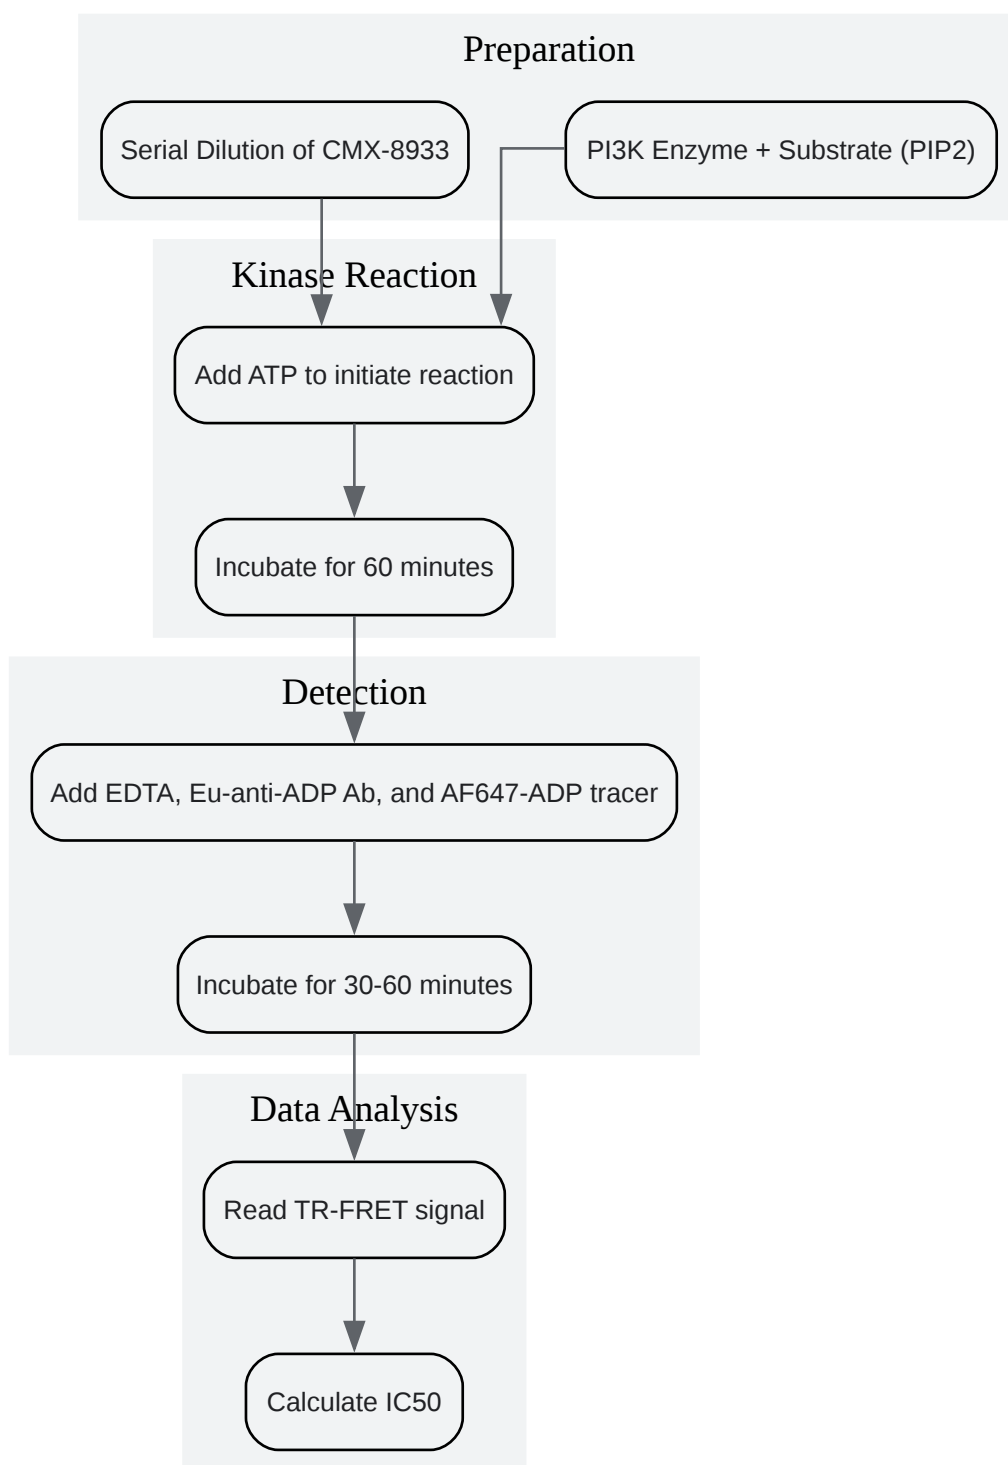 Preparation
Serial Dilution of CMX-8933
PI3K Enzyme + Substrate (PIP2)
Kinase Reaction
Add ATP to initiate reaction
Incubate for 60 minutes
Detection
Add EDTA, Eu-anti-ADP Ab, and AF647-ADP tracer
Incubate for 30-60 minutes
Data Analysis
Read TR-FRET signal
Calculate IC50